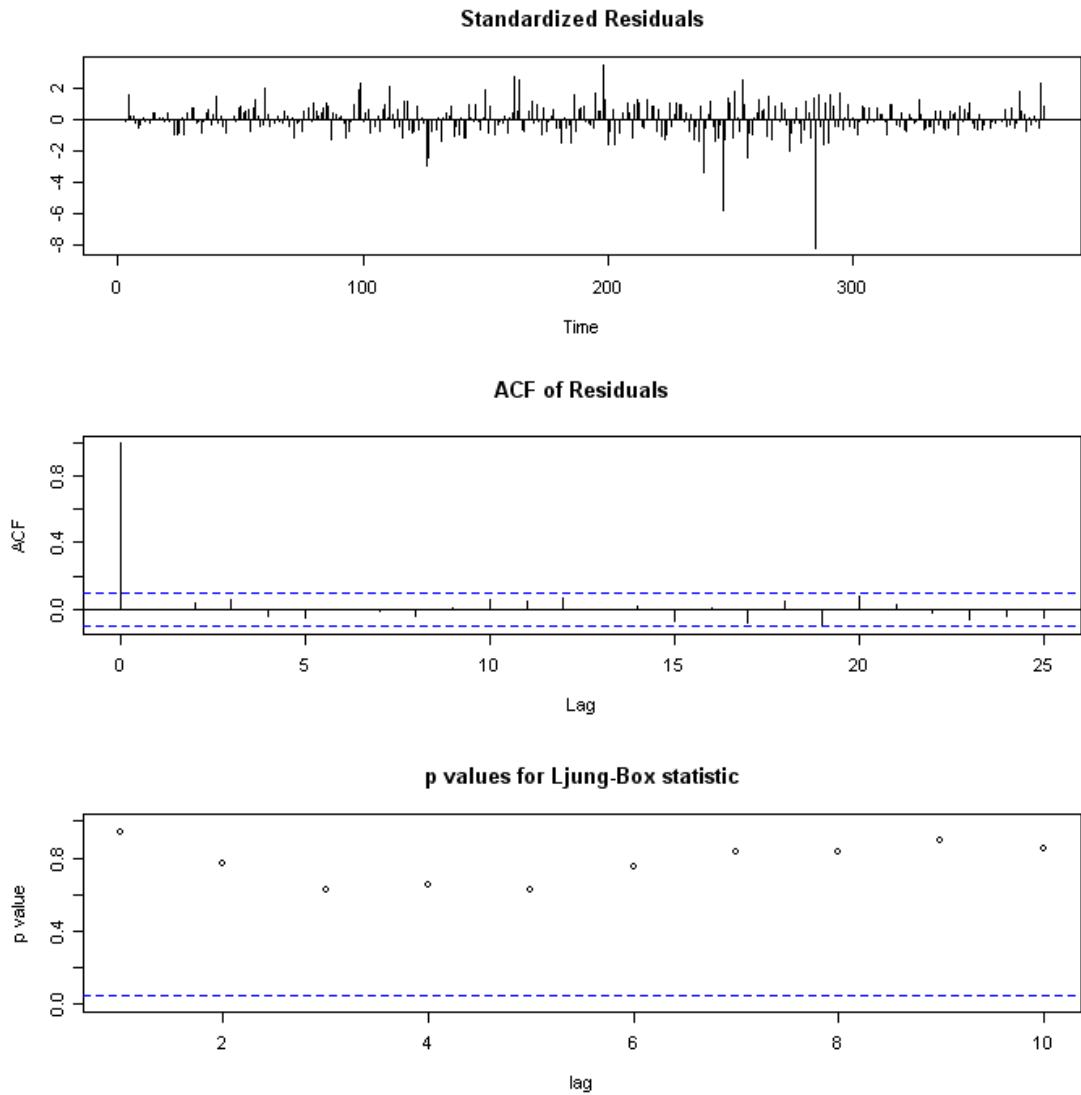 Standardized Residuals
2
0
-2
-4
-6
-8
0 100 200 300
Time
ACF of Residuals
ACF
0.8
0.4
0.0
0 5 10 15 20 25
Lag
p values for Ljung-Box statistic
p value
0.8
0.4
0.0
2 4 6 8 10
lag